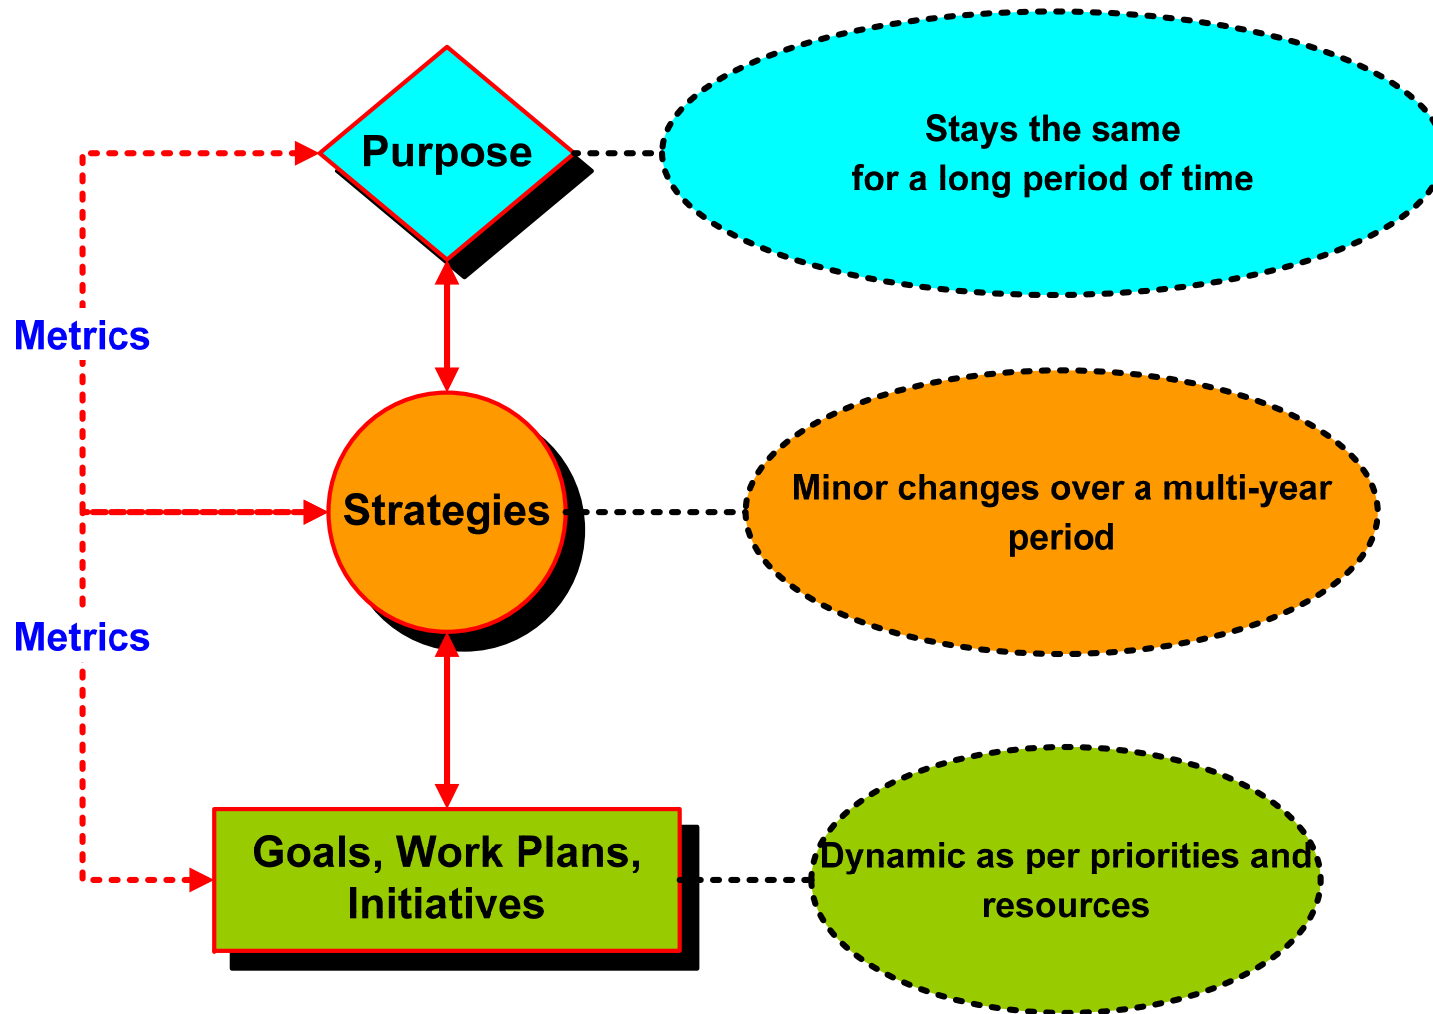 Purpose
Stays the same
for a long period of time
Metrics
Strategies
Minor changes over a multi-year
period
Metrics
Goals, Work Plans,
Initiatives
Dynamic as per priorities and
resources